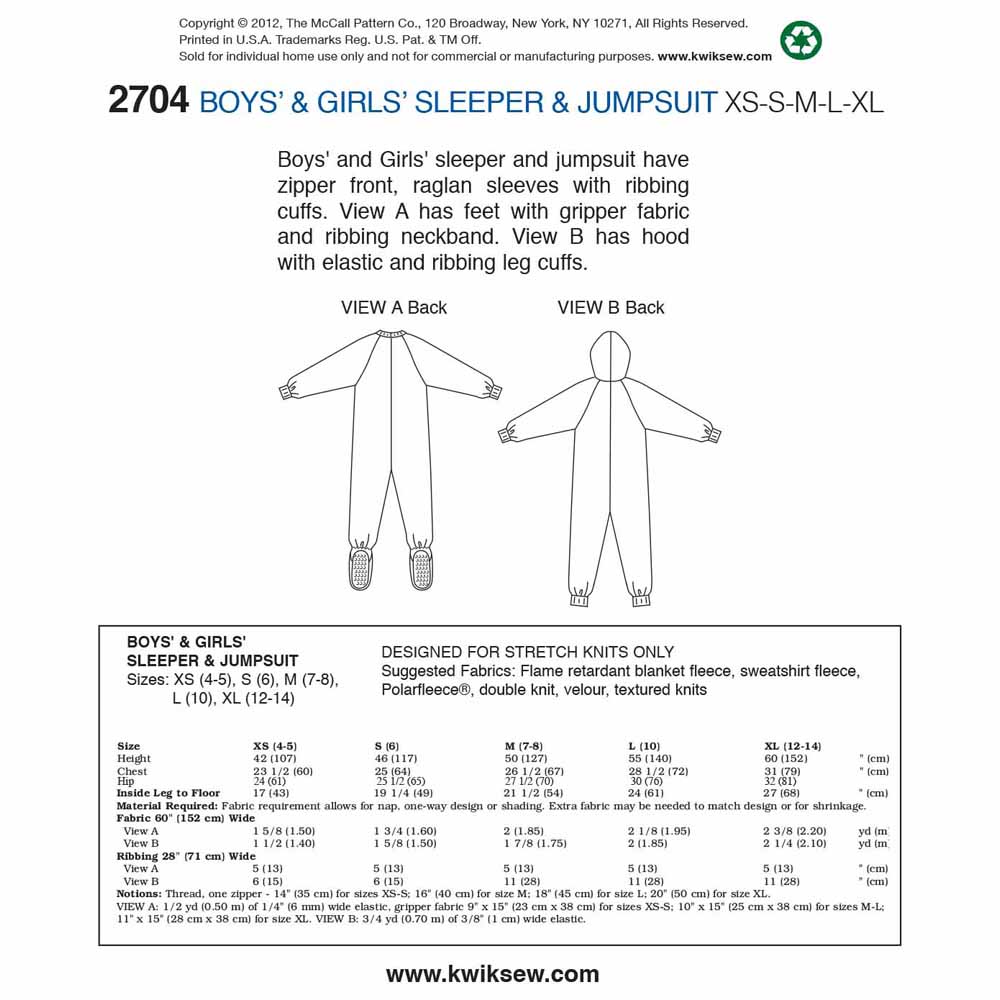 Copyright © 2012, The McCall Pattern Co., 120 Broadway, New York, NY 10271, All Rights Reserved.
Printed in U.S.A. Trademarks Reg. U.S. Pat. & TM Off.
Sold for individual home use only and not for commercial or manufacturing purposes. www.kwiksew.com
2704 BOYS' & GIRLS' SLEEPER & JUMPSUIT XS-S-M-L-XL
Boys' and Girls' sleeper and jumpsuit have
zipper front, raglan sleeves with ribbing
cuffs. View A has feet with gripper fabric
and ribbing neckband. View B has hood
with elastic and ribbing leg cuffs.
VIEW A Back
VIEW B Back
BOYS' & GIRLS'
SLEEPER & JUMPSUIT
Sizes: XS (4-5), S (6), M (7-8),
L (10), XL (12-14)
DESIGNED FOR STRETCH KNITS ONLY
Suggested Fabrics: Flame retardant blanket fleece, sweatshirt fleece,
Polarfleece®, double knit, velour, textured knits
Size XS (4-5) S (6) M (7-8) L (10) XL (12-14)
Height 42 (107) 46 (117) 50 (127) 55 (140) 60 (152) " (cm)
Chest 23 1/2 (60) 25 (64) 26 1/2 (67) 28 1/2 (72) 31 (79) " (cm)
Hip 24 (61) 25 1/2 (65) 27 1/2 (70) 30 (76) 32 (81)
Inside Leg to Floor 17 (43) 19 1/4 (49) 21 1/2 (54) 24 (61) 27 (68) " (cm)
Material Required: Fabric requirement allows for nap, one-way design or shading. Extra fabric may be needed to match design or for shrinkage.
Fabric 60" (152 cm) Wide
View A 1 5/8 (1.50) 1 3/4 (1.60) 2 (1.85) 2 1/8 (1.95) 2 3/8 (2.20) yd (m)
View B 1 1/2 (1.40) 1 5/8 (1.50) 1 7/8 (1.75) 2 (1.85) 2 1/4 (2.10) yd (m)
Ribbing 28" (71 cm) Wide
View A 5 (13) 5 (13) 5 (13) 5 (13) 5 (13) " (cm)
View B 6 (15) 6 (15) 11 (28) 11 (28) 11 (28) " (cm)
Notions: Thread, one zipper - 14" (35 cm) for sizes XS-S; 16" (40 cm) for size M; 18" (45 cm) for size L; 20" (50 cm) for size XL.
VIEW A: 1/2 yd (0.50 m) of 1/4" (6 mm) wide elastic, gripper fabric 9" x 15" (23 cm x 38 cm) for sizes XS-S; 10" x 15" (25 cm x 38 cm) for sizes M-L;
11" x 15" (28 cm x 38 cm) for size XL. VIEW B: 3/4 yd (0.70 m) of 3/8" (1 cm) wide elastic.
www.kwiksew.com